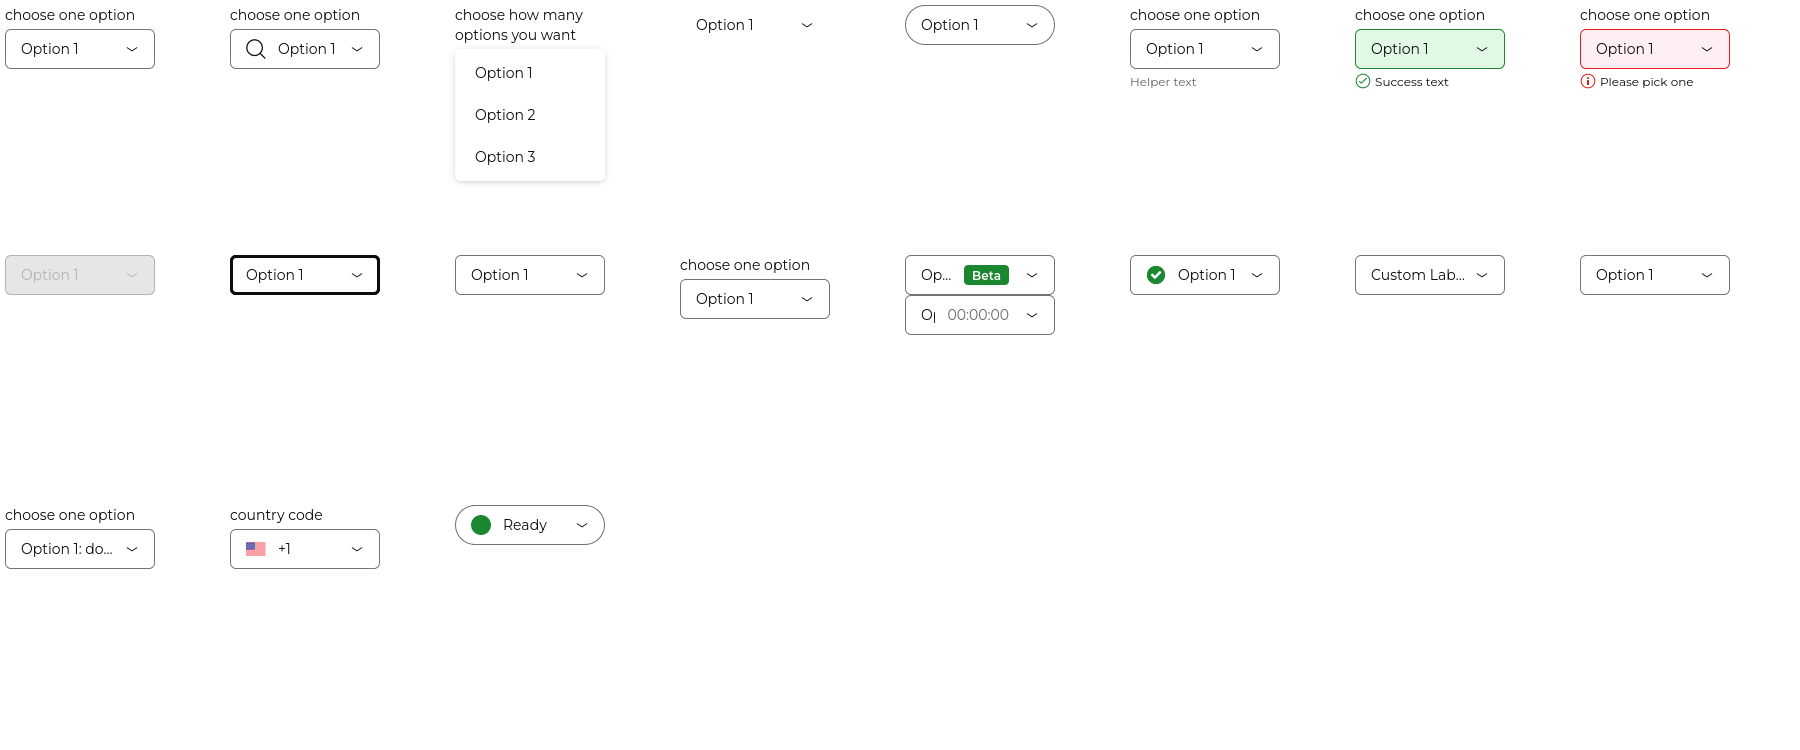 choose one option
Option 1
choose one option
Option 1
choose how many
options you want
Option 1
Option 2
Option 3
Option 1
Option 1
choose one option
Option 1
Helper text
choose one option
Option 1
Success text
choose one option
Option 1
Please pick one
Option 1
Option 1
Option 1
choose one option
Option 1
Op... Beta
00:00:00
Option 1
Custom Lab...
Option 1
choose one option
Option 1: do...
country code
+1
Ready